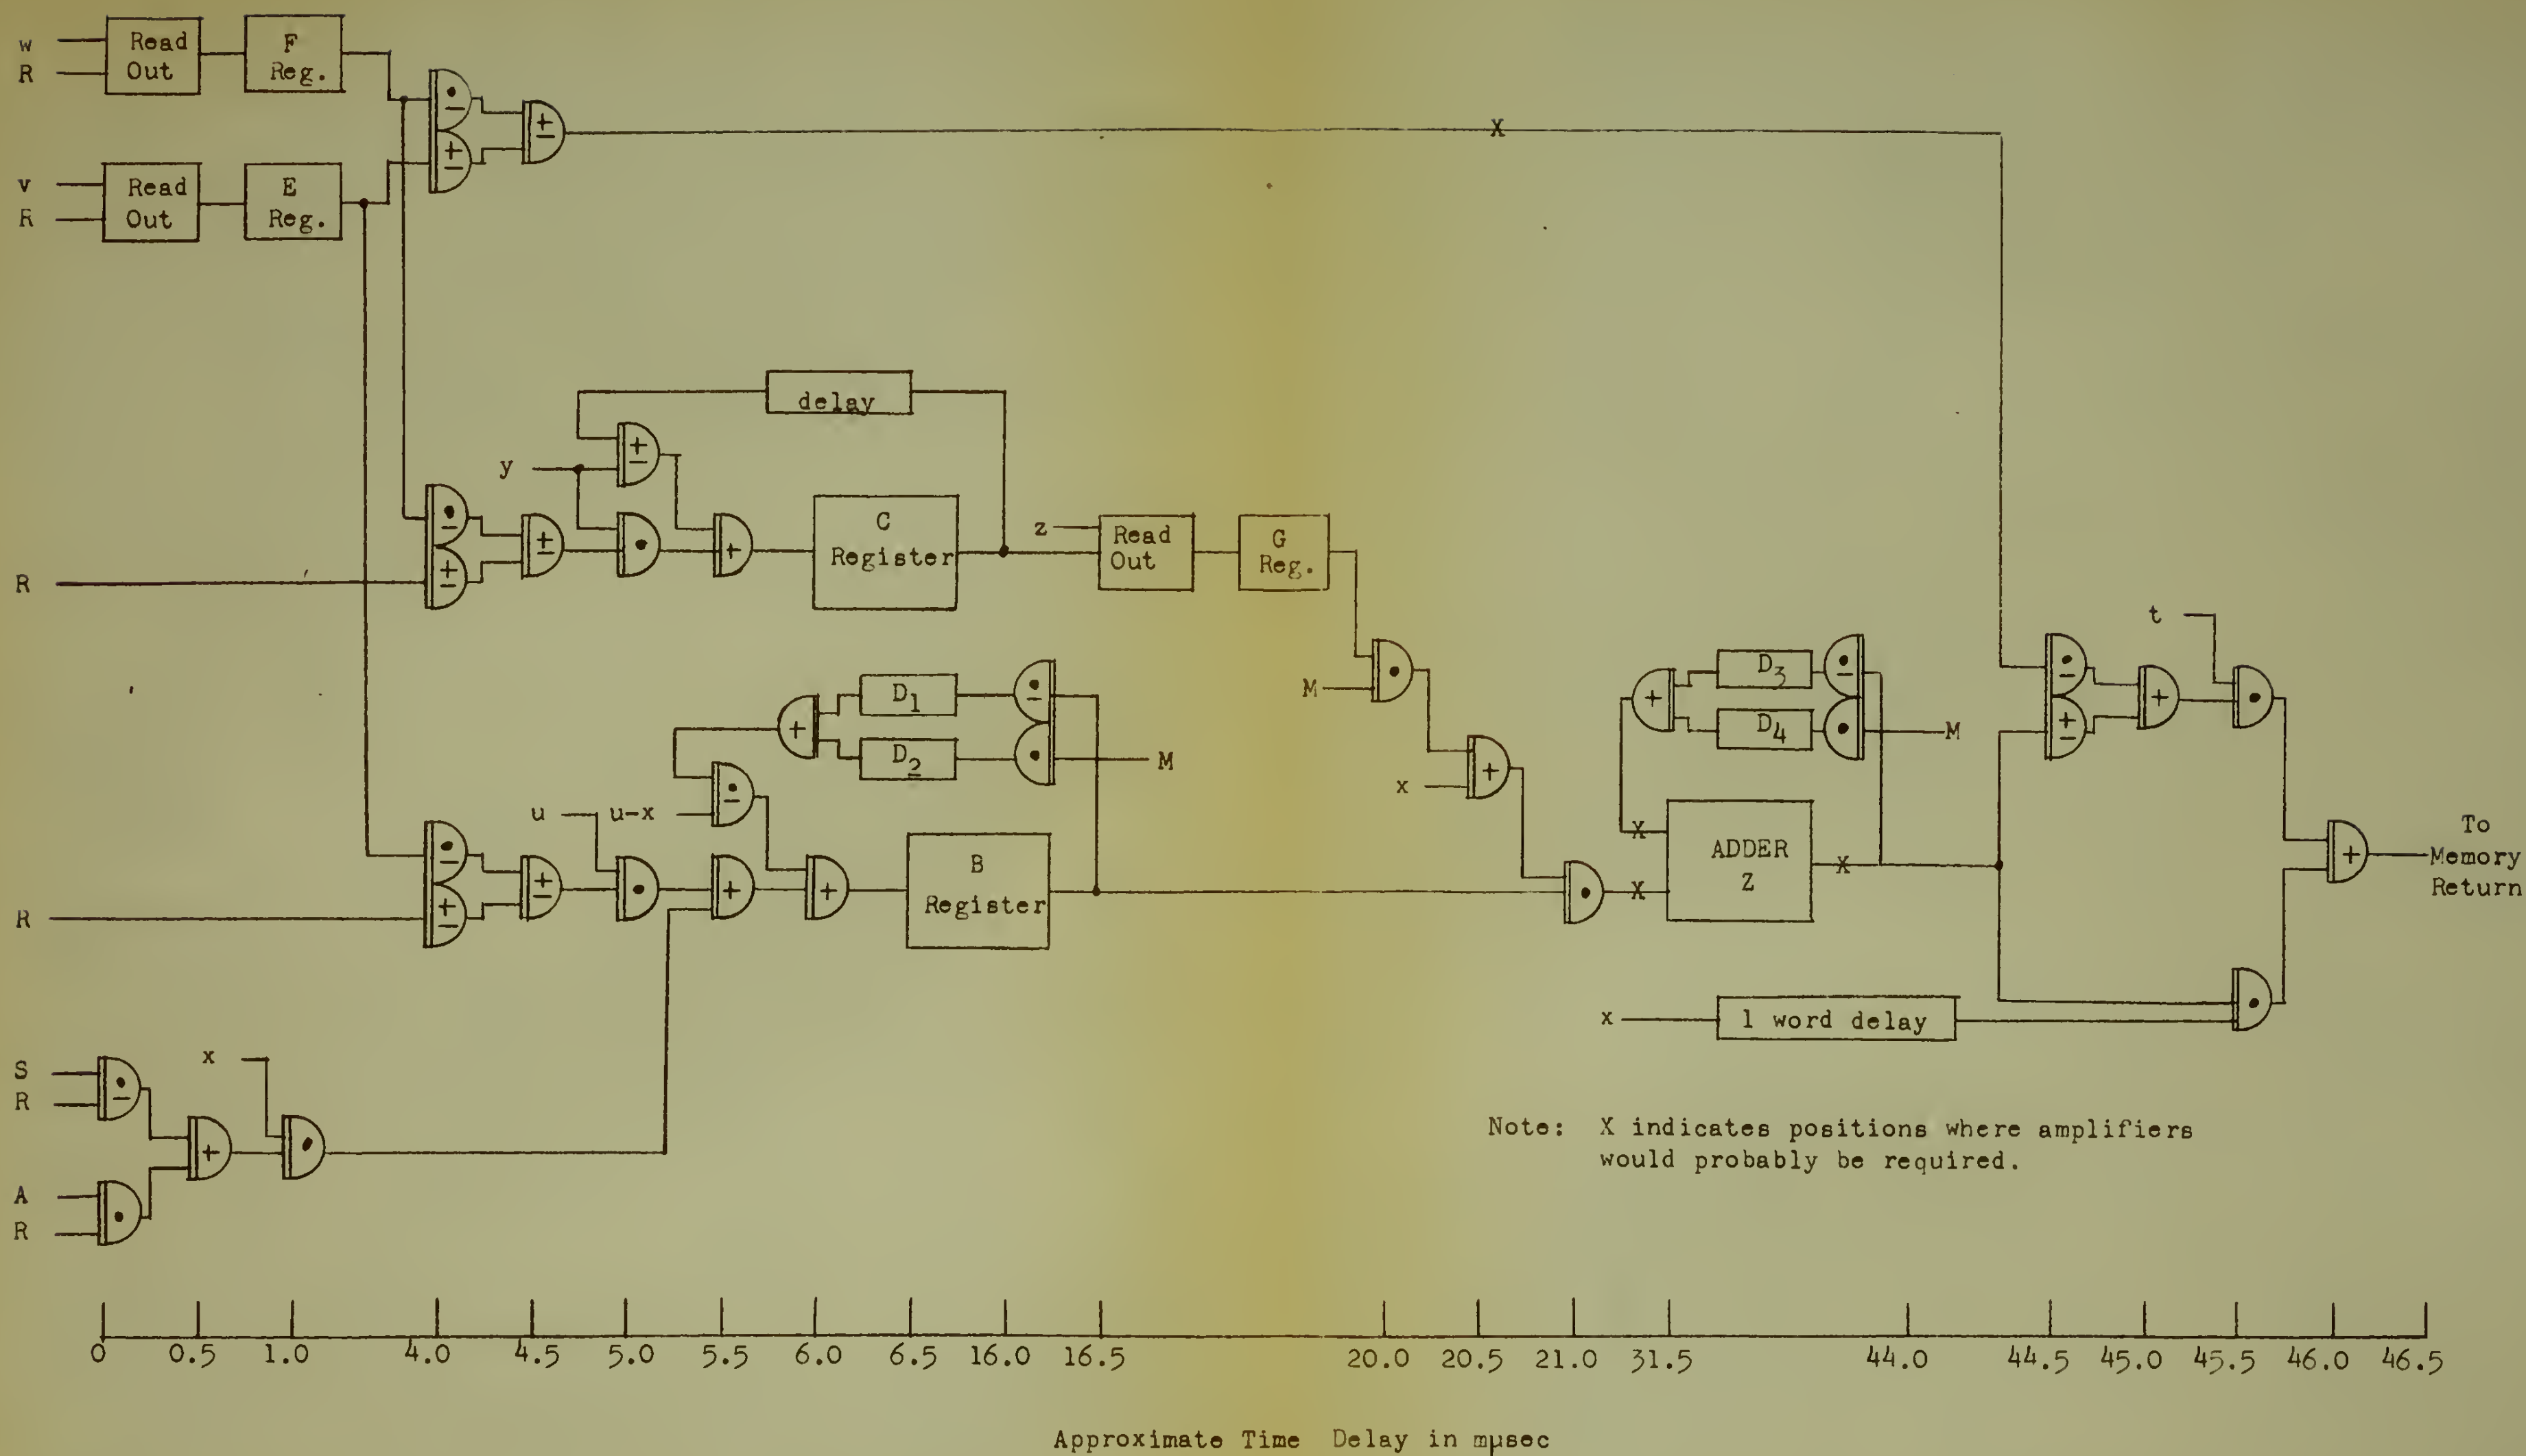 w
R
Read
Out
F
Reg.
•
—
±
±
X
v
R
Read
Out
E
Reg.
delay
y
±
•
—
±
±
•
+
C
Register
R
z
Read
Out
G
Reg.
M
•
D1
D2
•
—
•
M
+
•
—
u
u-x
x
+
•
—
±
±
•
+
+
B
Register
R
•
X
X
ADDER
Z
X
D3
D4
•
—
•
M
+
t
•
—
±
+
•
+
To
Memory
Return
x
1 word delay
•
S
R
•
—
x
+
•
A
R
•
Note: X indicates positions where amplifiers
would probably be required.
0 0.5 1.0 4.0 4.5 5.0 5.5 6.0 6.5 16.0 16.5 20.0 20.5 21.0 31.5 44.0 44.5 45.0 45.5 46.0 46.5
Approximate Time Delay in mµsec